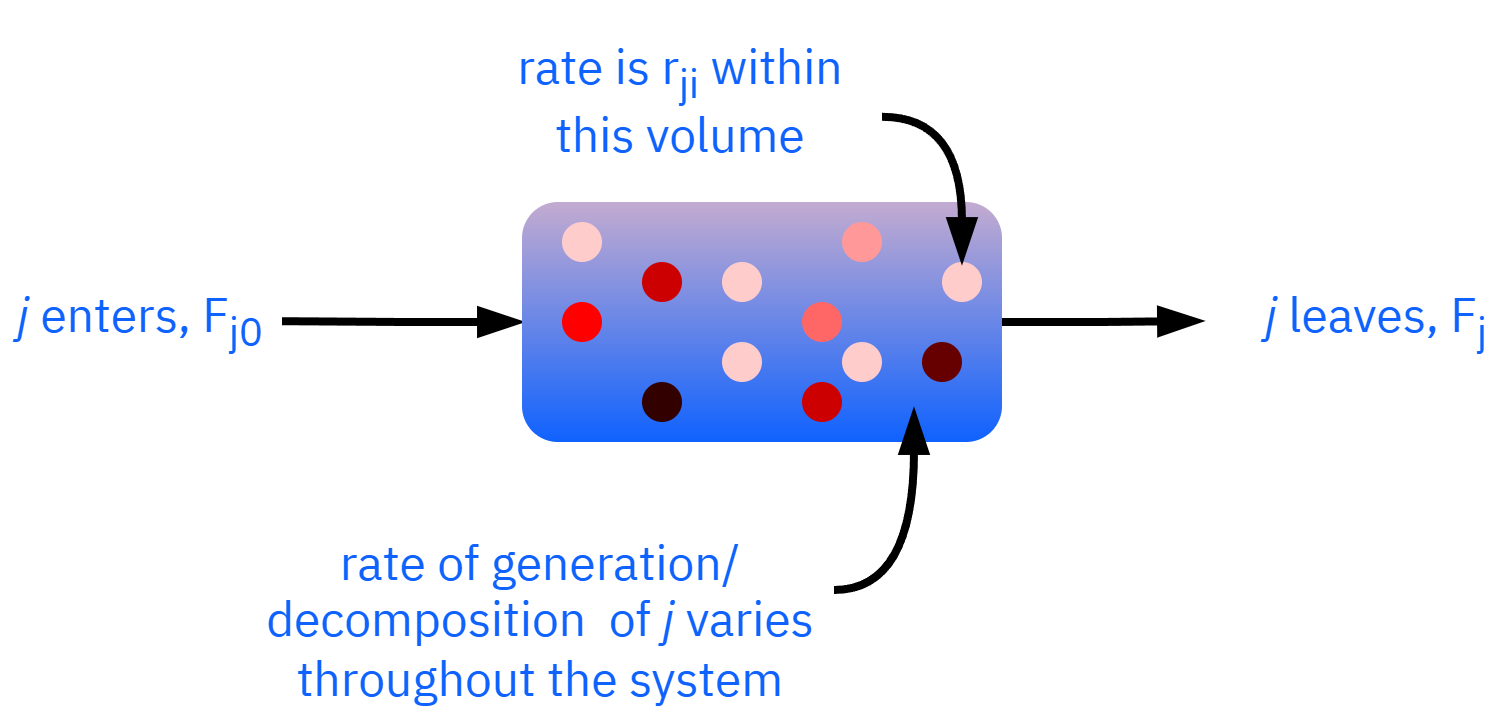 rate is r_ji within
this volume
j enters, F_j0
j leaves, F_j
rate of generation/
decomposition  of j varies
throughout the system